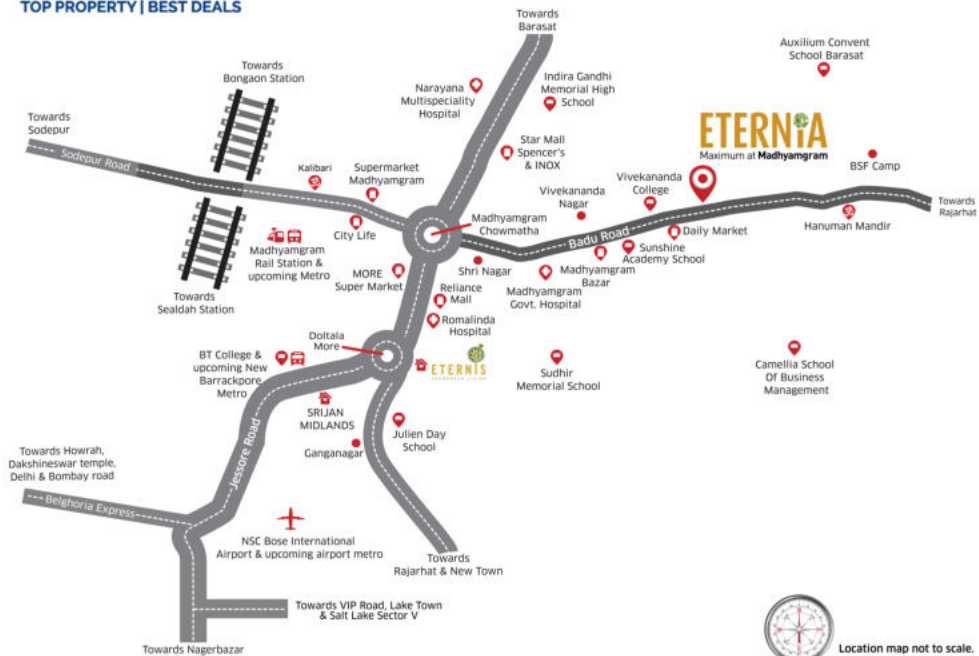 TOP PROPERTY | BEST DEALS
Towards
Barasat
Auxilium Convent
School Barasat
Towards
Bongaon Station
Narayana
Multispeciality
Hospital
Indira Gandhi
Memorial High
School
Towards
Sodepur
Sodepur Road
ETERNIA
Maximum at Madhyamgram
Star Mall
Spencer's
& INOX
BSF Camp
Kalibari
Supermarket
Madhyamgram
Vivekananda
College
Vivekananda
Nagar
Towards
Rajarhat
Madhyamgram
Chowmatha
City Life
Badu Road
Daily Market
Hanuman Mandir
Madhyamgram
Rail Station &
upcoming Metro
Sunshine
Academy School
Madhyamgram
Bazar
MORE
Super Market
Shri Nagar
Madhyamgram
Govt. Hospital
Reliance
Mall
Towards
Sealdah Station
Romalinda
Hospital
Doltala
More
BT College &
upcoming New
Barrackpore
Metro
ETERNIS
Sudhir
Memorial School
Camellia School
Of Business
Management
SRIJAN
MIDLANDS
Julien Day
School
Ganganagar
Jessore Road
Towards Howrah,
Dakshineswar temple,
Delhi & Bombay road
Belghoria Express
NSC Bose International
Airport & upcoming airport metro
Towards
Rajarhat & New Town
Towards VIP Road, Lake Town
& Salt Lake Sector V
Towards Nagerbazar
Location map not to scale.